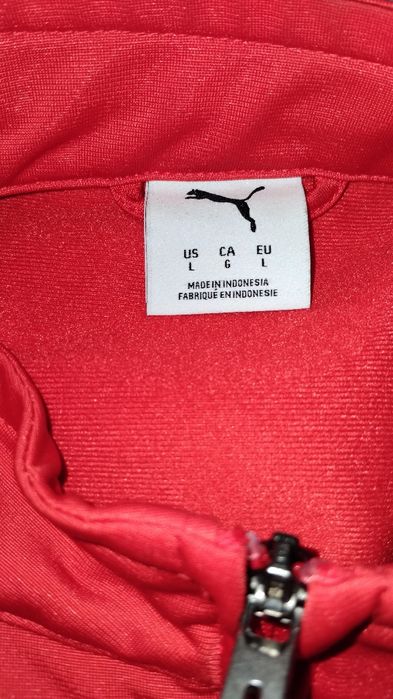 US CA EU
L G L
MADE IN INDONESIA
FABRIQUÉ EN INDONESIE